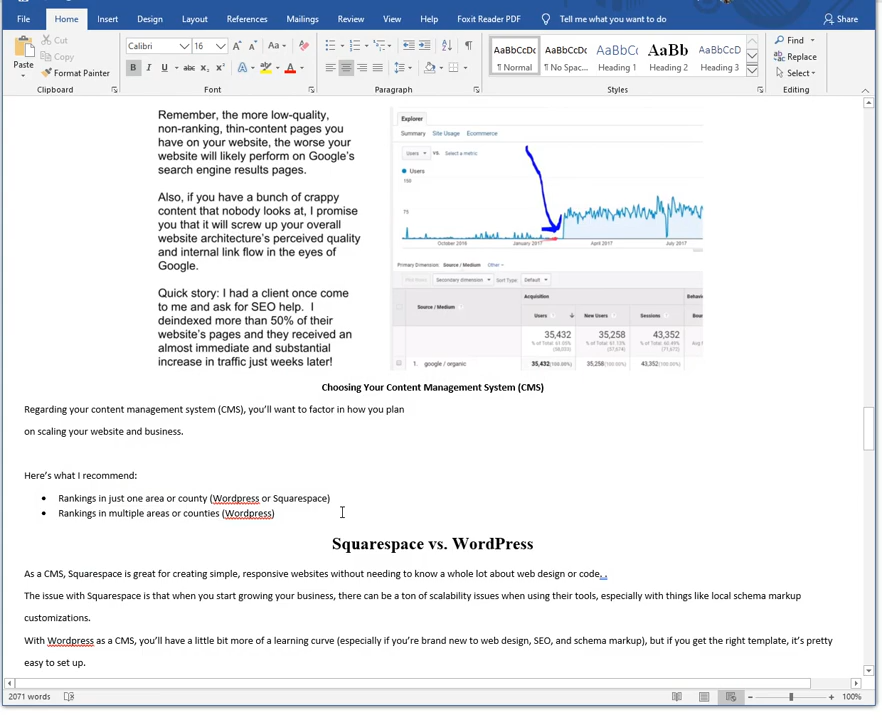 File Home Insert Design Layout References Mailings Review View Help Foxit Reader PDF Tell me what you want to do Share
Paste
Cut
Copy
Format Painter
Clipboard
Calibri 16
Font
Paragraph
AaBbCcDc AaBbCcDc AaBbCc AaBb AaBbCcD
¶ Normal ¶ No Spac... Heading 1 Heading 2 Heading 3
Styles
Find
Replace
Select
Editing
Remember, the more low-quality,
non-ranking, thin-content pages you
have on your website, the worse your
website will likely perform on Google's
search engine results pages.
Also, if you have a bunch of crappy
content that nobody looks at, I promise
you that it will screw up your overall
website architecture's perceived quality
and internal link flow in the eyes of
Google.
Quick story: I had a client once come
to me and ask for SEO help. I
deindexed more than 50% of their
website's pages and they received an
almost immediate and substantial
increase in traffic just weeks later!
Explorer
Summary Site Usage Ecommerce
Users vs. Select a metric
Users
150
75
October 2016 January 2017 April 2017 July 2017
Primary Dimension: Source / Medium Other
Secondary dimension Sort Type: Default
Source / Medium
Acquisition
Users New Users Sessions
35,432 35,258 43,352
1. google / organic 35,432 (100.00%) 35,258 (100.00%) 43,352 (100.00%)
Choosing Your Content Management System (CMS)
Regarding your content management system (CMS), you'll want to factor in how you plan
on scaling your website and business.
Here's what I recommend:
• Rankings in just one area or county (Wordpress or Squarespace)
• Rankings in multiple areas or counties (Wordpress)
Squarespace vs. WordPress
As a CMS, Squarespace is great for creating simple, responsive websites without needing to know a whole lot about web design or code. .
The issue with Squarespace is that when you start growing your business, there can be a ton of scalability issues when using their tools, especially with things like local schema markup
customizations.
With Wordpress as a CMS, you'll have a little bit more of a learning curve (especially if you're brand new to web design, SEO, and schema markup), but if you get the right template, it's pretty
easy to set up.
2071 words
100%